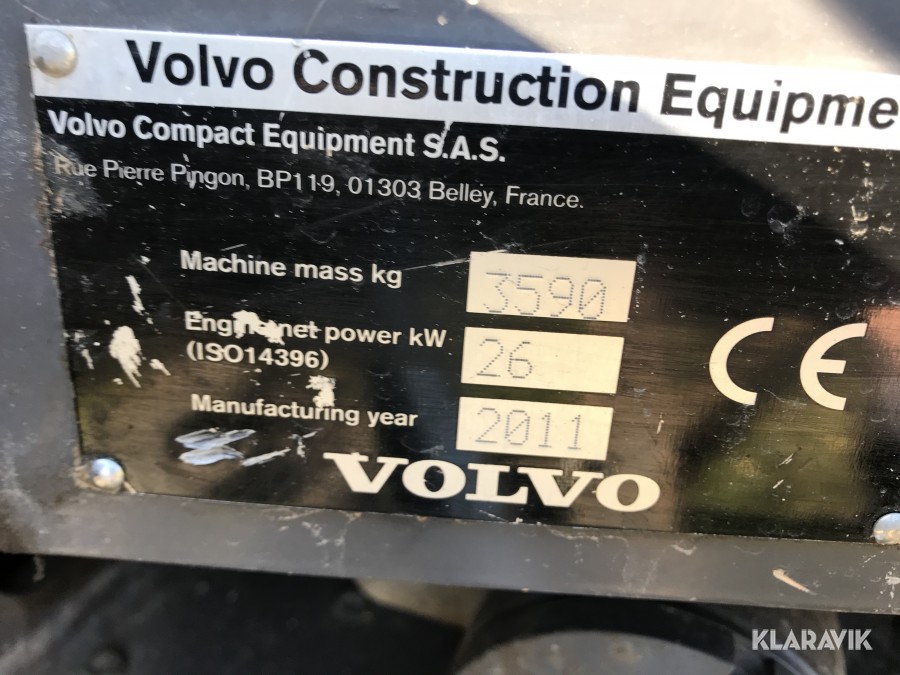 Volvo Construction Equipme
Volvo Compact Equipment S.A.S.
Rue Pierre Pingon, BP119, 01303 Belley, France.
Machine mass kg 3590
Engine net power kW 26
(ISO14396)
Manufacturing year 2011
CE
VOLVO
KLARAVIK